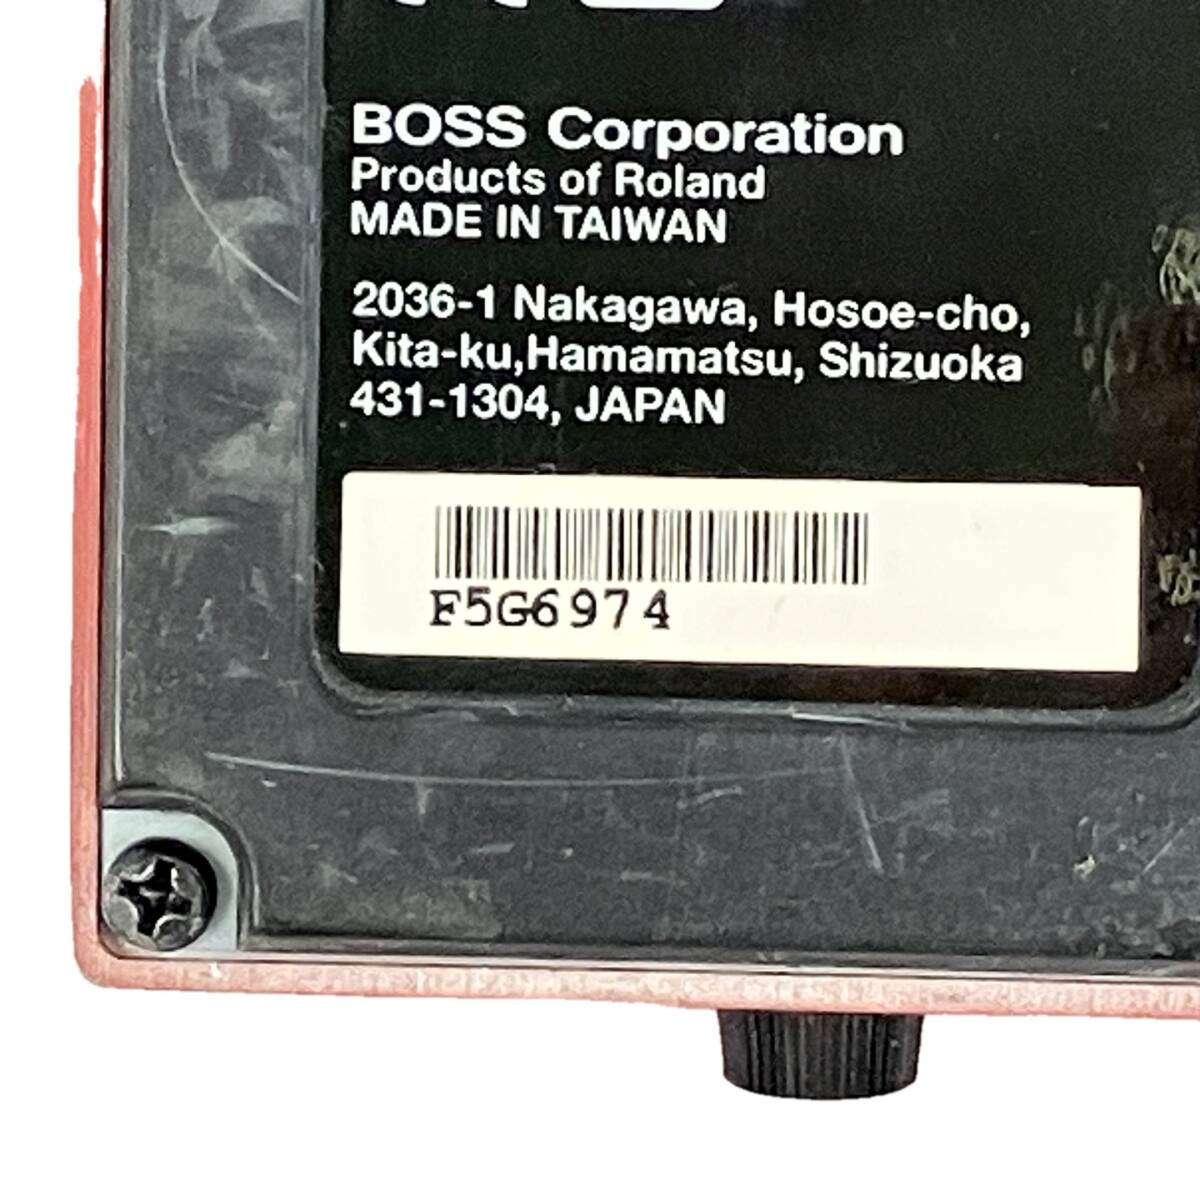 BOSS Corporation
Products of Roland
MADE IN TAIWAN
2036-1 Nakagawa, Hosoe-cho,
Kita-ku,Hamamatsu, Shizuoka
431-1304, JAPAN
F5G6974